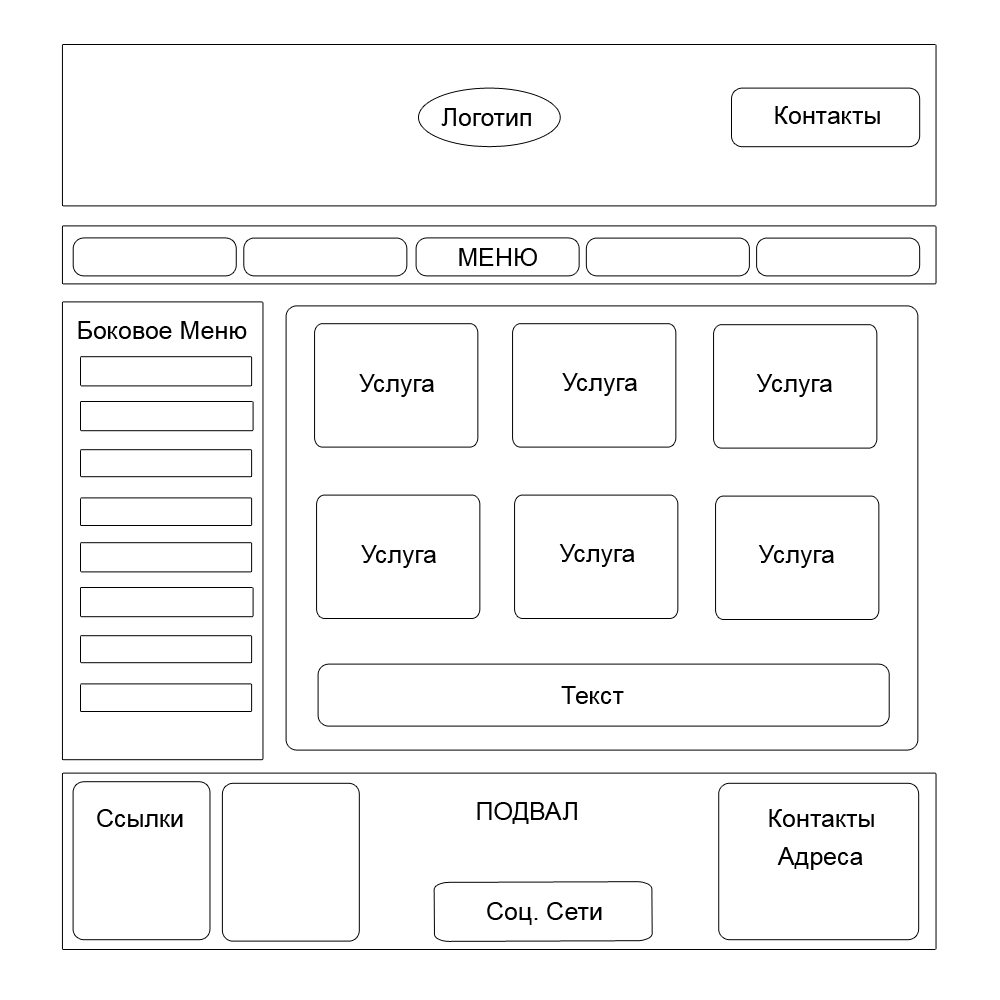 Логотип
Контакты
МЕНЮ
Боковое Меню
Услуга
Услуга
Услуга
Услуга
Услуга
Услуга
Текст
Ссылки
ПОДВАЛ
Соц. Сети
Контакты
Адреса